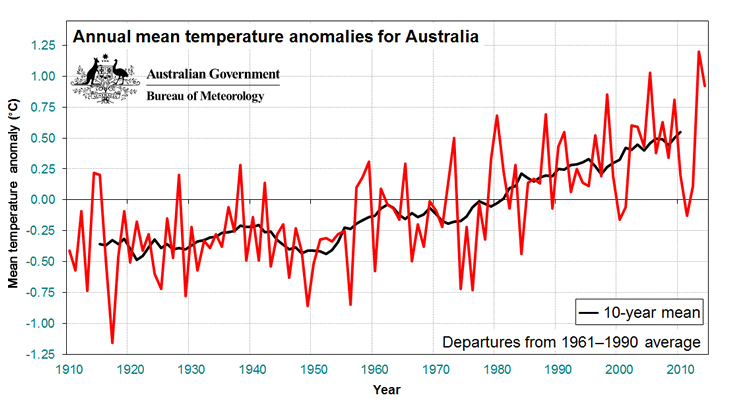 Annual mean temperature anomalies for Australia
Australian Government
Bureau of Meteorology
Mean temperature anomaly (°C)
1.25
1.00
0.75
0.50
0.25
0.00
-0.25
-0.50
-0.75
-1.00
-1.25
10-year mean
Departures from 1961–1990 average
1910 1920 1930 1940 1950 1960 1970 1980 1990 2000 2010
Year